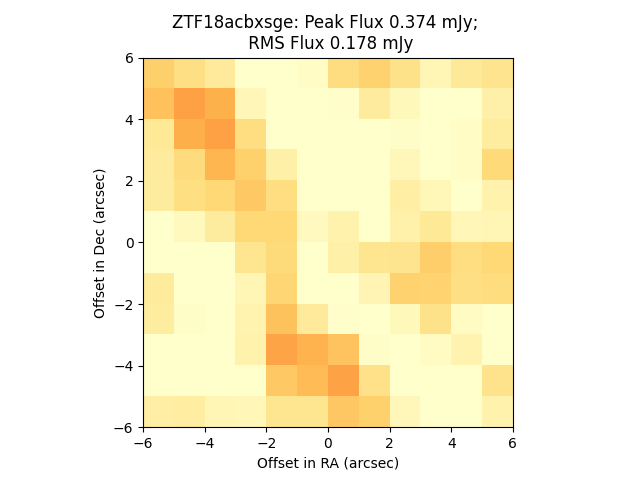 ZTF18acbxsge: Peak Flux 0.374 mJy;
RMS Flux 0.178 mJy
6
4
2
0
−2
−4
−6
Offset in Dec (arcsec)
−6 −4 −2 0 2 4 6
Offset in RA (arcsec)